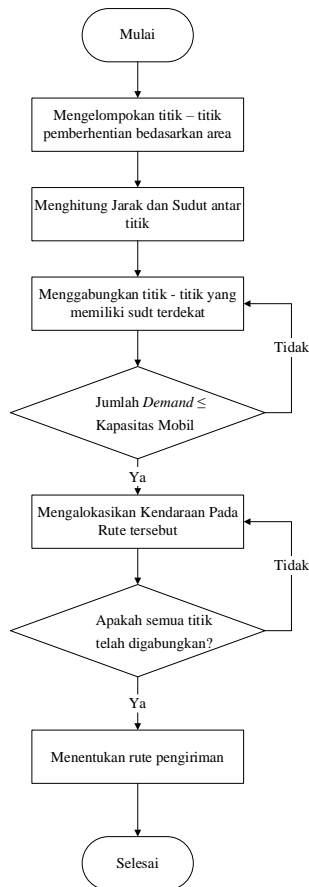 Mulai
Mengelompokan titik – titik
pemberhentian bedasarkan area
Menghitung Jarak dan Sudut antar
titik
Menggabungkan titik - titik yang
memiliki sudt terdekat
Tidak
Jumlah Demand ≤
Kapasitas Mobil
Ya
Mengalokasikan Kendaraan Pada
Rute tersebut
Tidak
Apakah semua titik
telah digabungkan?
Ya
Menentukan rute pengiriman
Selesai